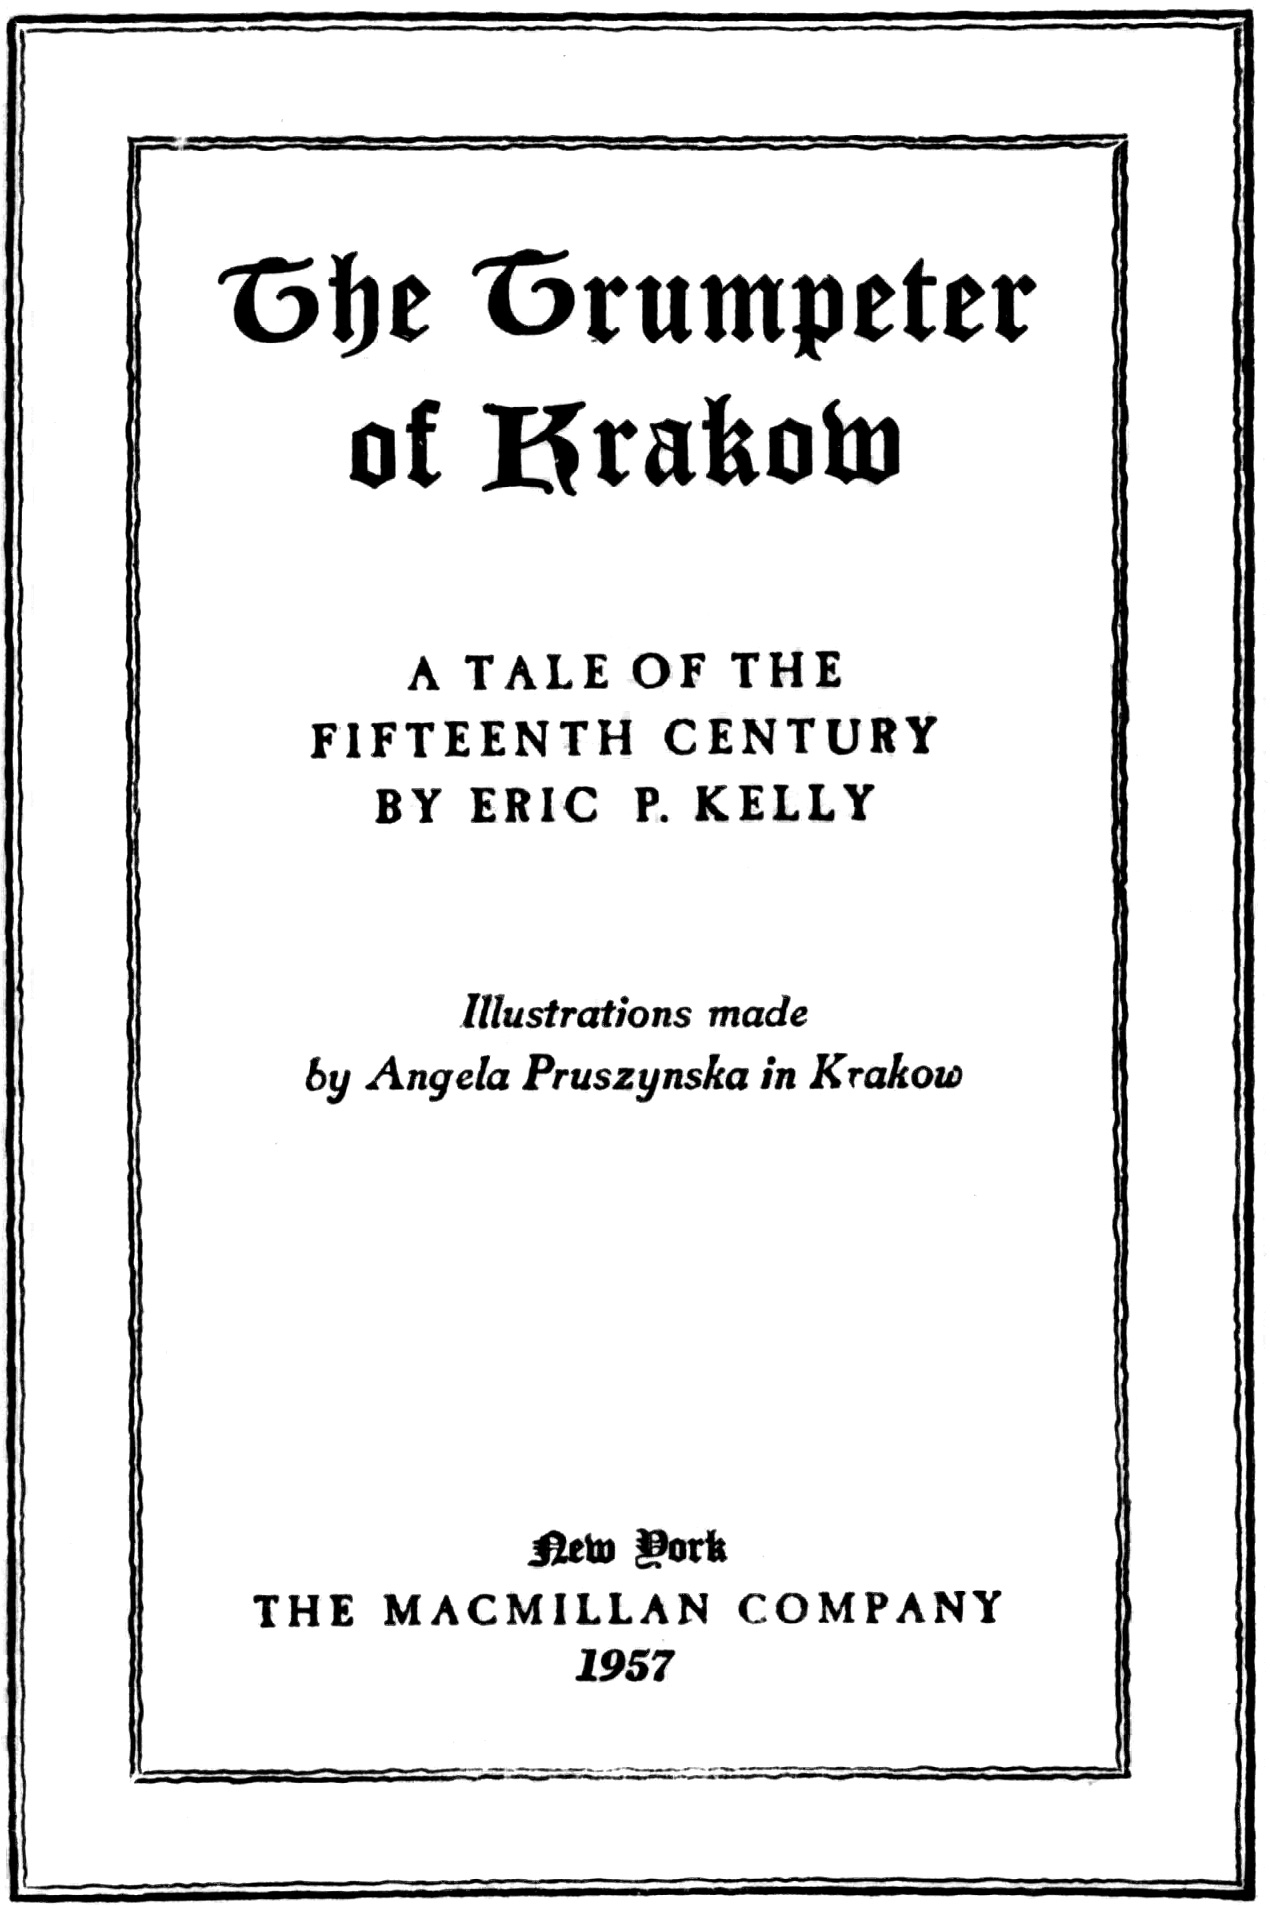 The Trumpeter
of Krakow
A TALE OF THE
FIFTEENTH CENTURY
BY ERIC P. KELLY
Illustrations made
by Angela Pruszynska in Krakow
New York
THE MACMILLAN COMPANY
1957